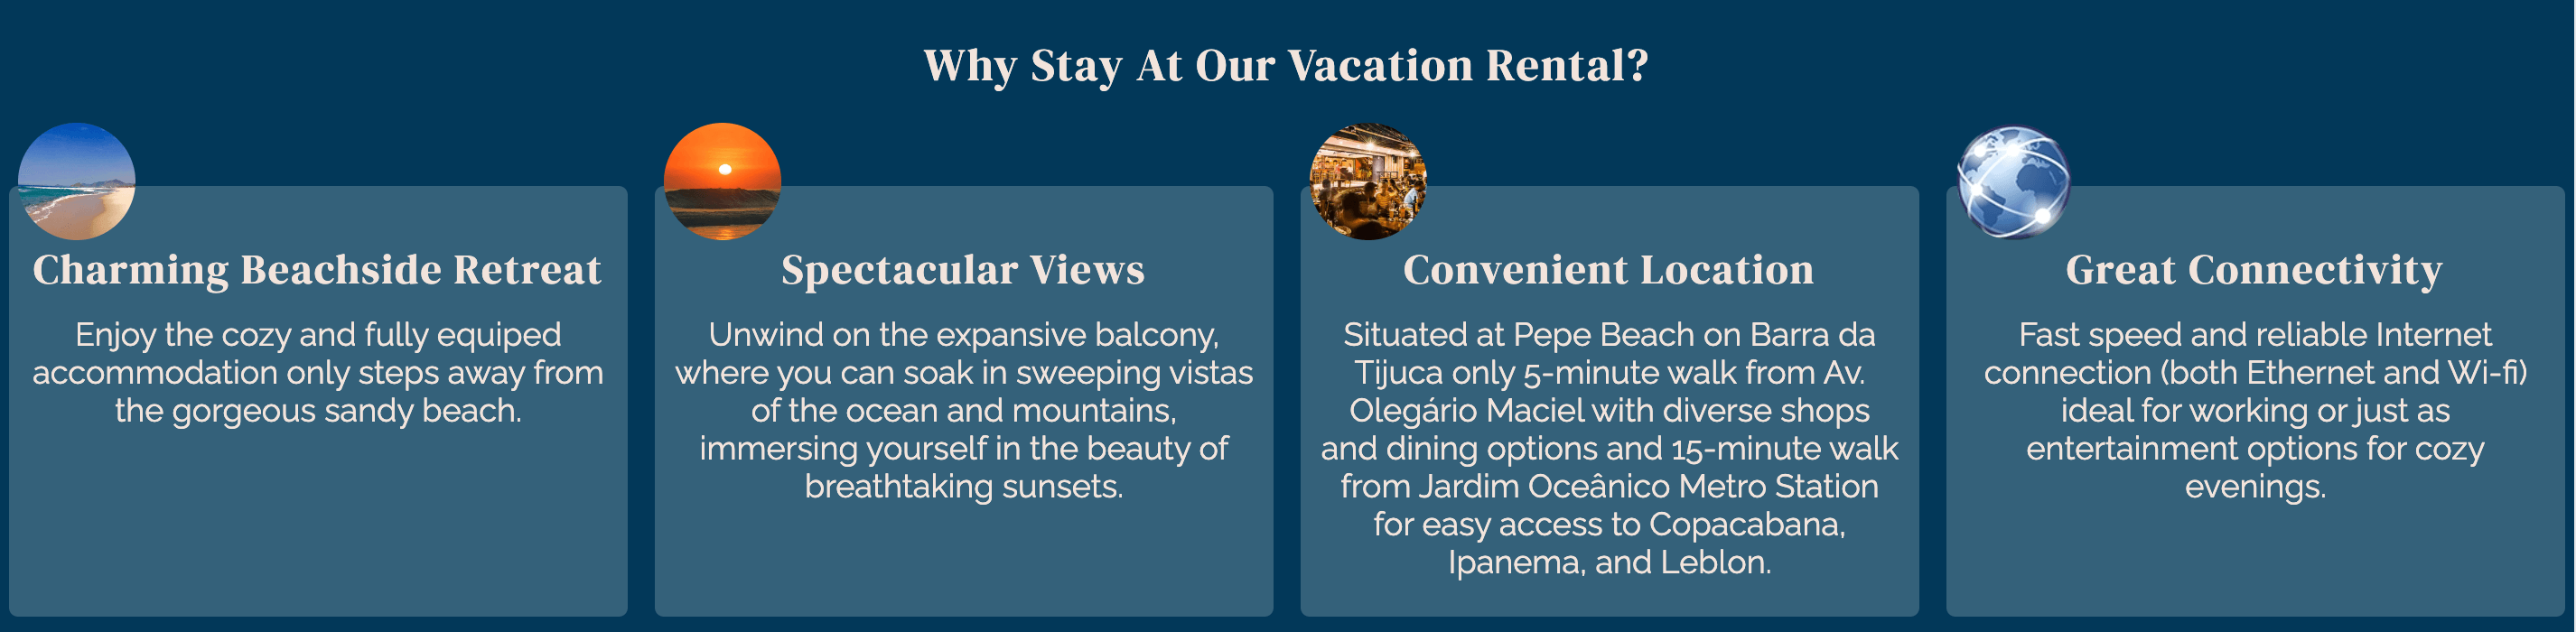 Why Stay At Our Vacation Rental?
Charming Beachside Retreat
Enjoy the cozy and fully equiped
accommodation only steps away from
the gorgeous sandy beach.
Spectacular Views
Unwind on the expansive balcony,
where you can soak in sweeping vistas
of the ocean and mountains,
immersing yourself in the beauty of
breathtaking sunsets.
Convenient Location
Situated at Pepe Beach on Barra da
Tijuca only 5-minute walk from Av.
Olegário Maciel with diverse shops
and dining options and 15-minute walk
from Jardim Oceânico Metro Station
for easy access to Copacabana,
Ipanema, and Leblon.
Great Connectivity
Fast speed and reliable Internet
connection (both Ethernet and Wi-fi)
ideal for working or just as
entertainment options for cozy
evenings.